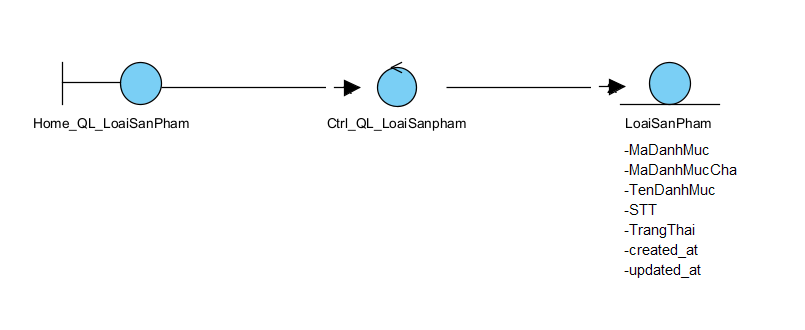 Home_QL_LoaiSanPham
Ctrl_QL_LoaiSanpham
LoaiSanPham
-MaDanhMuc
-MaDanhMucCha
-TenDanhMuc
-STT
-TrangThai
-created_at
-updated_at